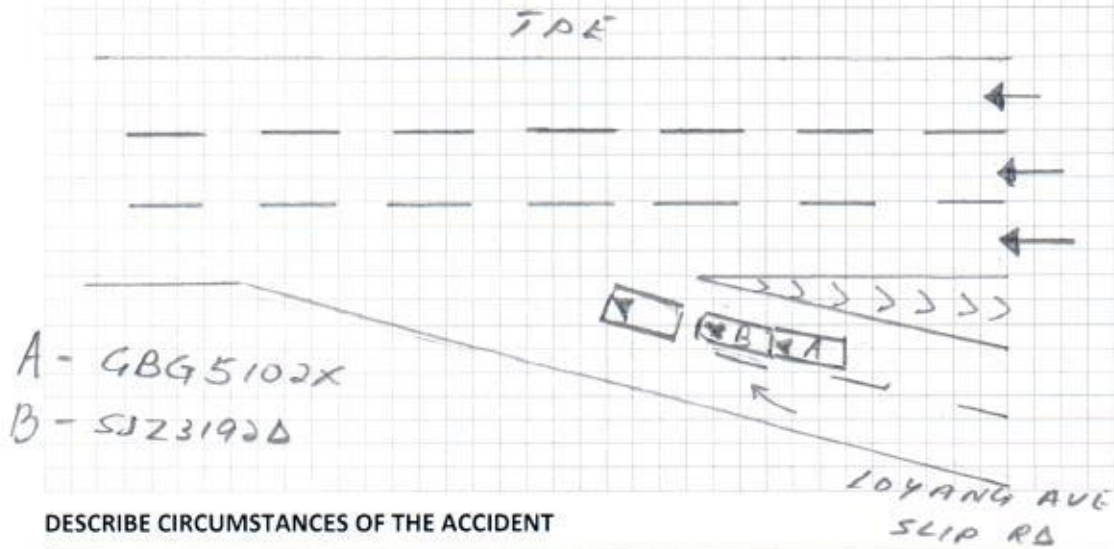 TPE
B A
A - GBG5102X
B - SJZ3192D
LOYANG AVE
SLIP RD
DESCRIBE CIRCUMSTANCES OF THE ACCIDENT